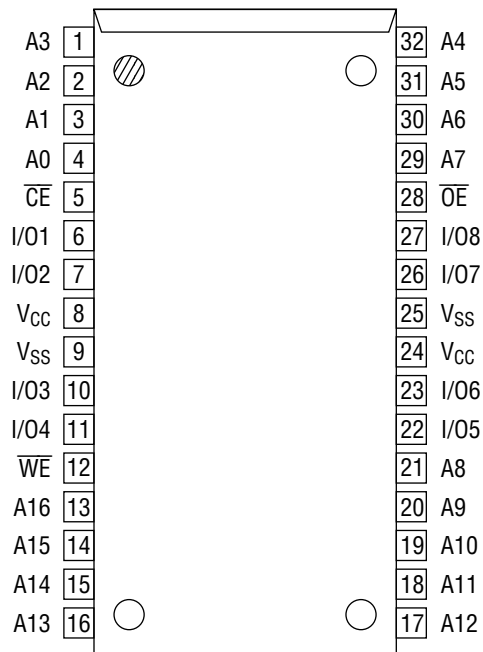 A3 1 32 A4
A2 2 31 A5
A1 3 30 A6
A0 4 29 A7
C̅E̅ 5 28 O̅E̅
I/O1 6 27 I/O8
I/O2 7 26 I/O7
VCC 8 25 VSS
VSS 9 24 VCC
I/O3 10 23 I/O6
I/O4 11 22 I/O5
W̅E̅ 12 21 A8
A16 13 20 A9
A15 14 19 A10
A14 15 18 A11
A13 16 17 A12